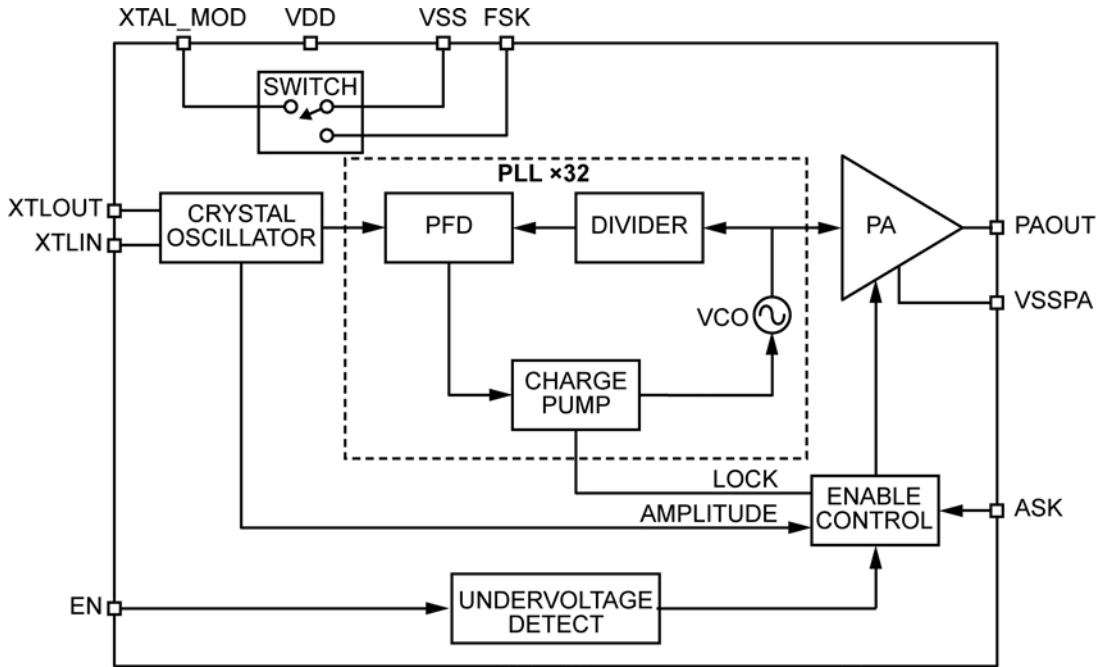 XTAL_MOD VDD VSS FSK
SWITCH
PLL ×32
XTLOUT
XTLIN
CRYSTAL
OSCILLATOR
PFD
DIVIDER
PA
PAOUT
VSSPA
VCO
CHARGE
PUMP
LOCK
AMPLITUDE
ENABLE
CONTROL
ASK
EN
UNDERVOLTAGE
DETECT